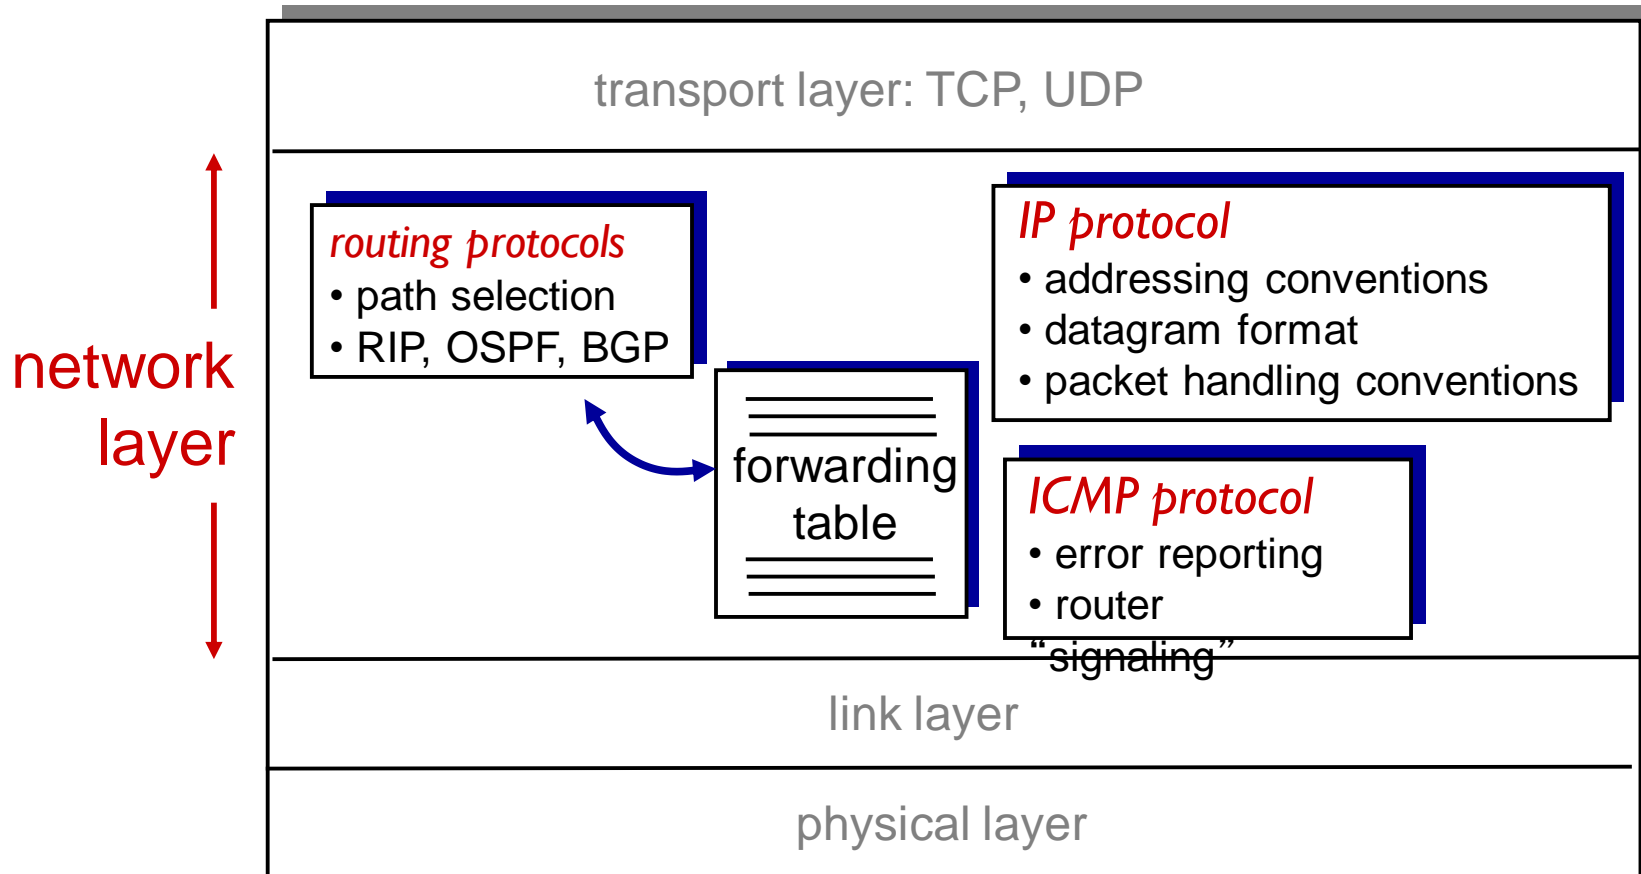 transport layer: TCP, UDP
network
layer
routing protocols
• path selection
• RIP, OSPF, BGP
forwarding
table
IP protocol
• addressing conventions
• datagram format
• packet handling conventions
ICMP protocol
• error reporting
• router
“signaling”
link layer
physical layer